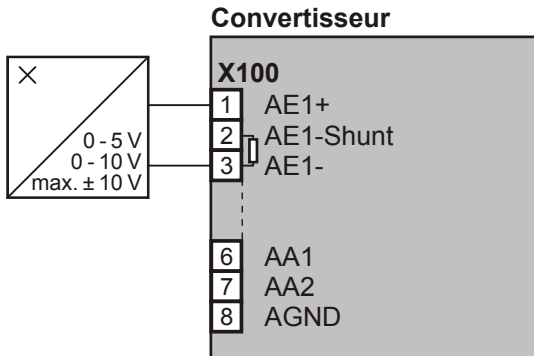 Convertisseur
X100
×
0 - 5 V
0 - 10 V
max. ± 10 V
1 AE1+
2 AE1-Shunt
3 AE1-
6 AA1
7 AA2
8 AGND